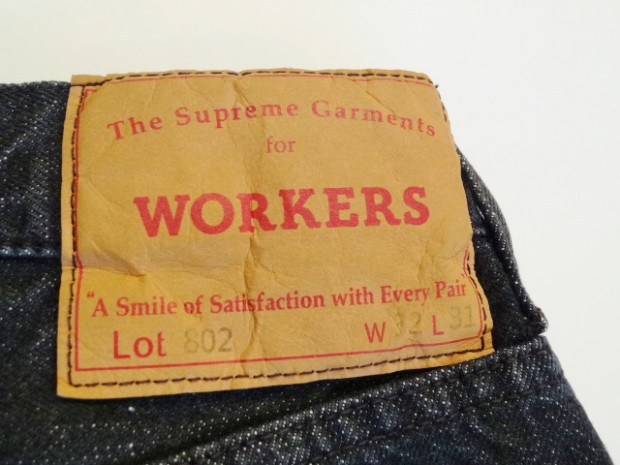 The Supreme Garments
for
WORKERS
"A Smile of Satisfaction with Every Pair"
Lot 802 W 32 L 31